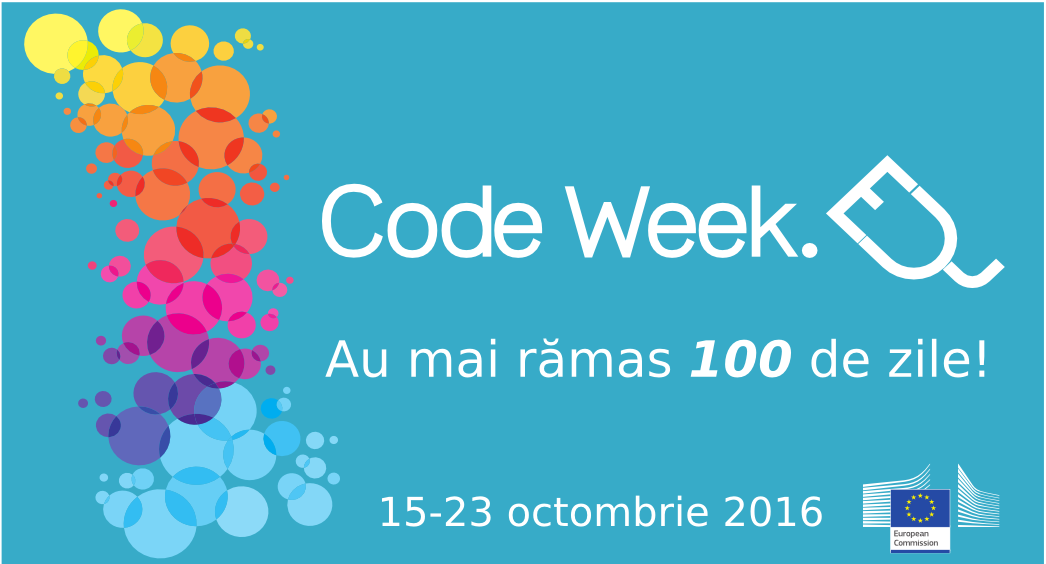 Code Week.
Au mai rămas 100 de zile!
15-23 octombrie 2016
European
Commission